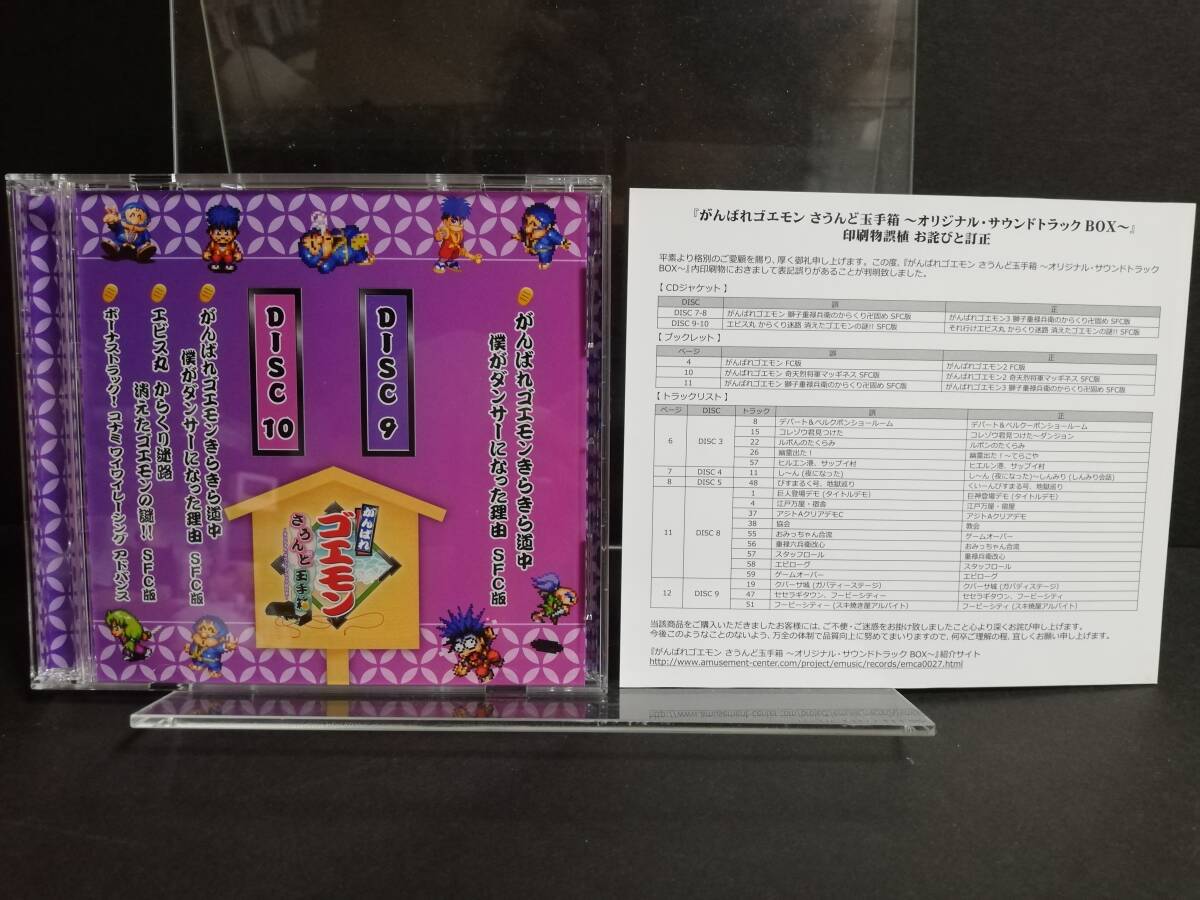 がんばれゴエモンきらきら道中
僕がダンサーになった理由 SFC版
DISC 9
DISC 10
がんばれゴエモンきらきら道中
僕がダンサーになった理由 SFC版
エビス丸 からくり迷路
消えたゴエモンの謎!! SFC版
ボーナストラック! コナミワイワイレーシング アドバンス
がんばれ
ゴエモン
さうんど玉手箱
『がんばれゴエモン さうんど玉手箱 ～オリジナル・サウンドトラック BOX～』
印刷物誤植 お詫びと訂正
平素より格別のご愛顧を賜り、厚く御礼申し上げます。この度、『がんばれゴエモン さうんど玉手箱 ～オリジナル・サウンドトラック
BOX～』内印刷物におきまして表記誤りがあることが判明致しました。
【 CDジャケット 】
DISC 誤 正
DISC 7-8 がんばれゴエモン 獅子重禄兵衛のからくり卍固め SFC版 がんばれゴエモン3 獅子重禄兵衛のからくり卍固め SFC版
DISC 9-10 エビス丸 からくり迷路 消えたゴエモンの謎!! SFC版 それ行けエビス丸 からくり迷路 消えたゴエモンの謎!! SFC版
【 ブックレット 】
ページ 誤 正
4 がんばれゴエモン FC版 がんばれゴエモン2 FC版
10 がんばれゴエモン 奇天烈将軍マッギネス SFC版 がんばれゴエモン2 奇天烈将軍マッギネス SFC版
11 がんばれゴエモン 獅子重禄兵衛のからくり卍固め SFC版 がんばれゴエモン3 獅子重禄兵衛のからくり卍固め SFC版
【 トラックリスト 】
ページ DISC トラック 誤 正
6 DISC 3 8 デパート＆ベルクポンショールーム デパート＆ベルクーポンショールーム
15 コレゾウ君見つけた コレゾウ君見つけた～ダンジョン
22 ルポんのたくらみ ルポンのたくらみ
26 幽霊出た！ 幽霊出た！～てらこや
57 ヒルエン港、サップイ村 ヒエルン港、サップイ村
7 DISC 4 11 し～ん (夜になった) し～ん (夜になった)～しんみり (しんみり会話)
8 DISC 5 48 びすまるく号、地獄巡り くいーんびすまる号、地獄巡り
11 DISC 8 1 巨人登場デモ (タイトルデモ) 巨神登場デモ (タイトルデモ)
4 江戸万屋・宿舎 江戸万屋・宿屋
37 アジトAクリアデモC アジトAクリアデモ
38 協会 教会
55 おみっちゃん合流 ゲームオーバー
56 重禄六兵衛改心 おみっちゃん合流
57 スタッフロール 重禄兵衛改心
58 エピローグ スタッフロール
59 ゲームオーバー エピローグ
12 DISC 9 19 クバーサ城 (ガパティーステージ) クバーサ城 (ガパディステージ)
47 セセラギタウン、フービーシティー セセラギタウン、フービーシティ
51 フービーシティー (スキ焼き屋アルバイト) フービーシティ (スキ焼屋アルバイト)
当該商品をご購入いただきましたお客様には、ご不便・ご迷惑をお掛け致しましたこと心より深くお詫び申し上げます。
今後このようなことのないよう、万全の体制で品質向上に努めてまいりますので、何卒ご理解の程、宜しくお願い申し上げます。
『がんばれゴエモン さうんど玉手箱 ～オリジナル・サウンドトラック BOX～』紹介サイト
http://www.amusement-center.com/project/emusic/records/emca0027.html